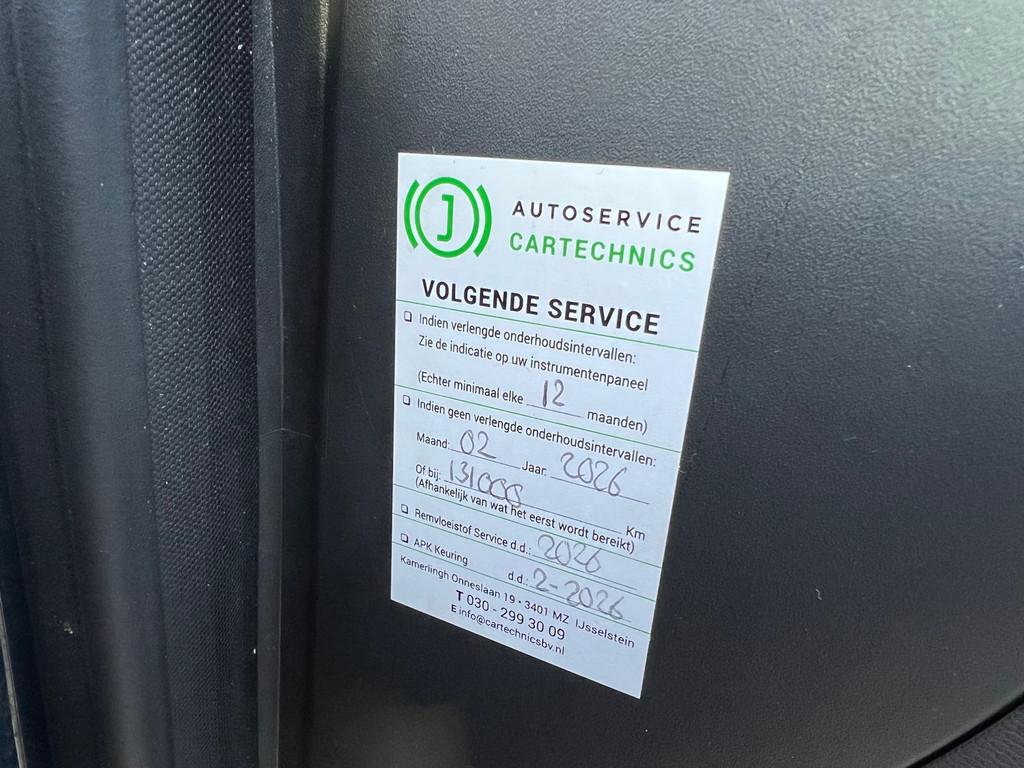 J AUTOSERVICE
CARTECHNICS
VOLGENDE SERVICE
❑ Indien verlengde onderhoudsintervallen:
Zie de indicatie op uw instrumentenpaneel
(Echter minimaal elke 12 maanden)
❑ Indien geen verlengde onderhoudsintervallen:
Maand: 02 Jaar: 2026
Of bij: 131000 Km
(Afhankelijk van wat het eerst wordt bereikt)
❑ Remvloeistof Service d.d.: 2026
❑ APK Keuring d.d.: 2-2026
Kamerlingh Onneslaan 19 • 3401 MZ IJsselstein
T 030 - 299 30 09
E info@cartechnicsbv.nl